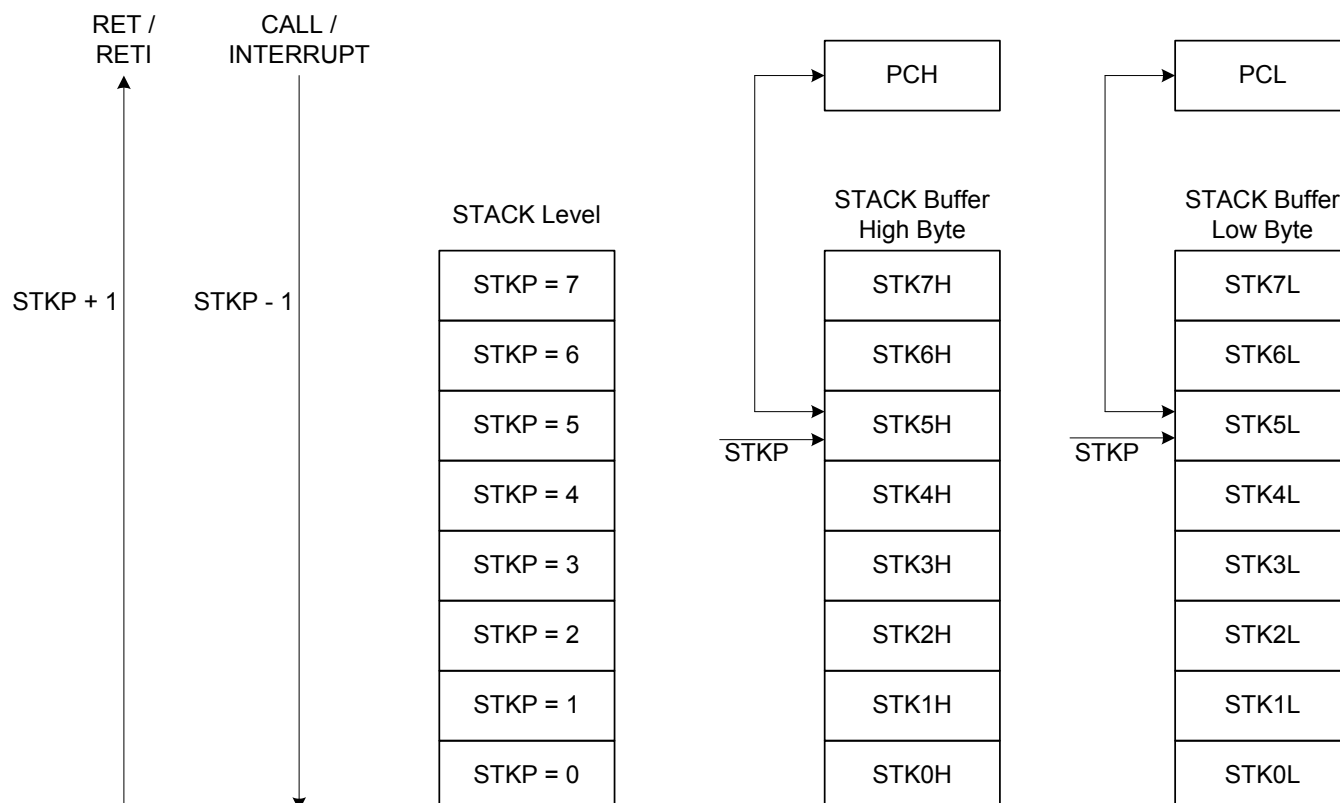 RET /
RETI
CALL /
INTERRUPT
PCH
PCL
STKP + 1
STKP - 1
STACK Level
STKP = 7
STKP = 6
STKP = 5
STKP = 4
STKP = 3
STKP = 2
STKP = 1
STKP = 0
STACK Buffer
High Byte
STK7H
STK6H
STK5H
STK4H
STK3H
STK2H
STK1H
STK0H
STKP
STACK Buffer
Low Byte
STK7L
STK6L
STK5L
STK4L
STK3L
STK2L
STK1L
STK0L
STKP